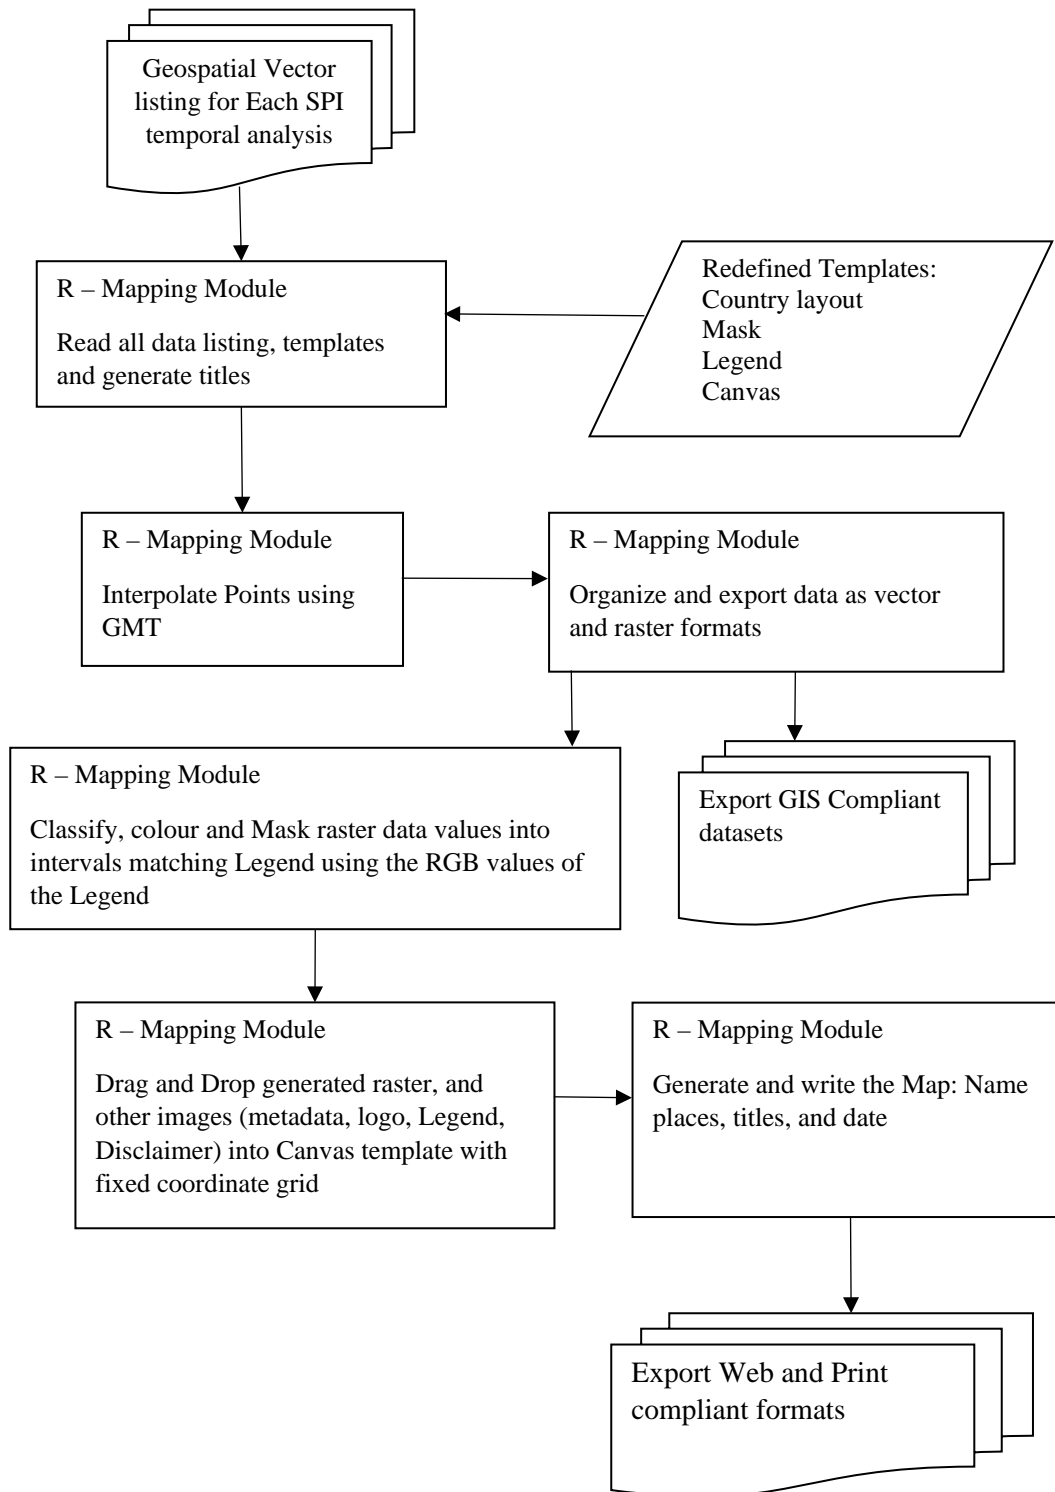 Geospatial Vector
listing for Each SPI
temporal analysis
R – Mapping Module
Read all data listing, templates
and generate titles
Redefined Templates:
Country layout
Mask
Legend
Canvas
R – Mapping Module
Interpolate Points using
GMT
R – Mapping Module
Organize and export data as vector
and raster formats
R – Mapping Module
Classify, colour and Mask raster data values into
intervals matching Legend using the RGB values of
the Legend
Export GIS Compliant
datasets
R – Mapping Module
Drag and Drop generated raster, and
other images (metadata, logo, Legend,
Disclaimer) into Canvas template with
fixed coordinate grid
R – Mapping Module
Generate and write the Map: Name
places, titles, and date
Export Web and Print
compliant formats